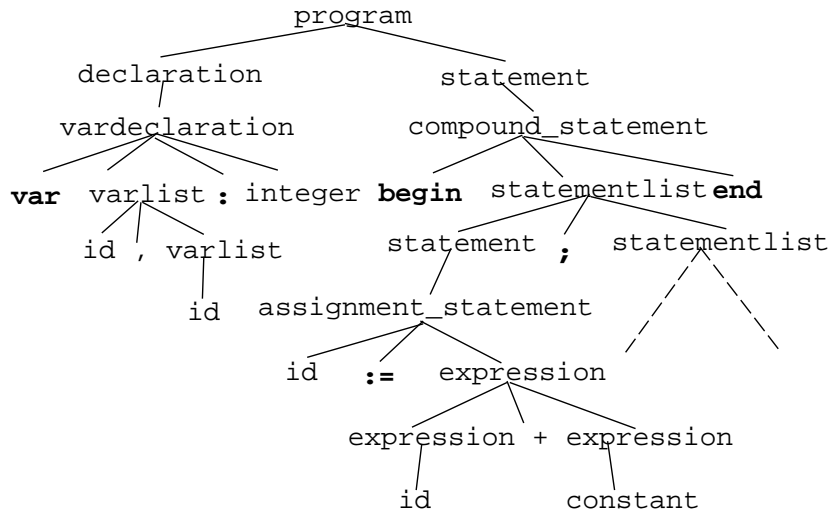 program
declaration statement
vardeclaration compound_statement
var varlist : integer begin statementlist end
id , varlist statement ; statementlist
id assignment_statement
id := expression
expression + expression
id constant